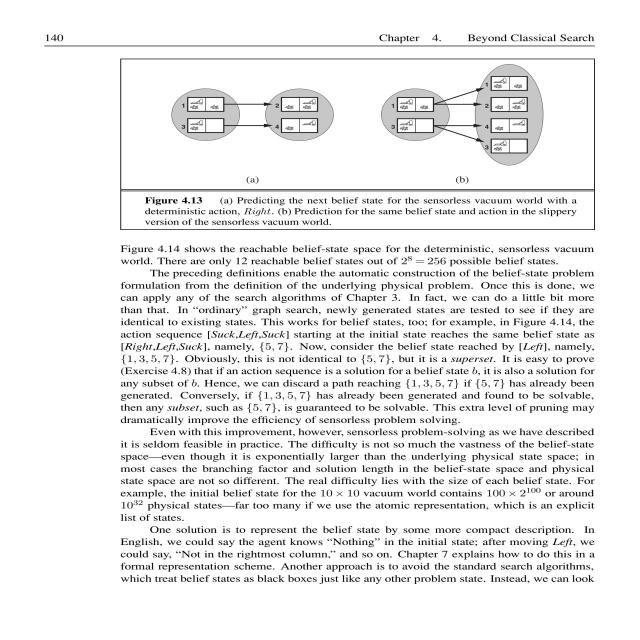 140
Chapter 4. Beyond Classical Search
1
2
3
4
1
1
2
3
4
3
(a)
(b)
Figure 4.13 (a) Predicting the next belief state for the sensorless vacuum world with a
deterministic action, Right. (b) Prediction for the same belief state and action in the slippery
version of the sensorless vacuum world.
Figure 4.14 shows the reachable belief-state space for the deterministic, sensorless vacuum
world. There are only 12 reachable belief states out of 2⁸ = 256 possible belief states.
The preceding definitions enable the automatic construction of the belief-state problem
formulation from the definition of the underlying physical problem. Once this is done, we
can apply any of the search algorithms of Chapter 3. In fact, we can do a little bit more
than that. In “ordinary” graph search, newly generated states are tested to see if they are
identical to existing states. This works for belief states, too; for example, in Figure 4.14, the
action sequence [Suck,Left,Suck] starting at the initial state reaches the same belief state as
[Right,Left,Suck], namely, {5, 7}. Now, consider the belief state reached by [Left], namely,
{1, 3, 5, 7}. Obviously, this is not identical to {5, 7}, but it is a superset. It is easy to prove
(Exercise 4.8) that if an action sequence is a solution for a belief state b, it is also a solution for
any subset of b. Hence, we can discard a path reaching {1, 3, 5, 7} if {5, 7} has already been
generated. Conversely, if {1, 3, 5, 7} has already been generated and found to be solvable,
then any subset, such as {5, 7}, is guaranteed to be solvable. This extra level of pruning may
dramatically improve the efficiency of sensorless problem solving.
Even with this improvement, however, sensorless problem-solving as we have described
it is seldom feasible in practice. The difficulty is not so much the vastness of the belief-state
space—even though it is exponentially larger than the underlying physical state space; in
most cases the branching factor and solution length in the belief-state space and physical
state space are not so different. The real difficulty lies with the size of each belief state. For
example, the initial belief state for the 10 × 10 vacuum world contains 100 × 2¹⁰⁰ or around
10³² physical states—far too many if we use the atomic representation, which is an explicit
list of states.
One solution is to represent the belief state by some more compact description. In
English, we could say the agent knows “Nothing” in the initial state; after moving Left, we
could say, “Not in the rightmost column,” and so on. Chapter 7 explains how to do this in a
formal representation scheme. Another approach is to avoid the standard search algorithms,
which treat belief states as black boxes just like any other problem state. Instead, we can look